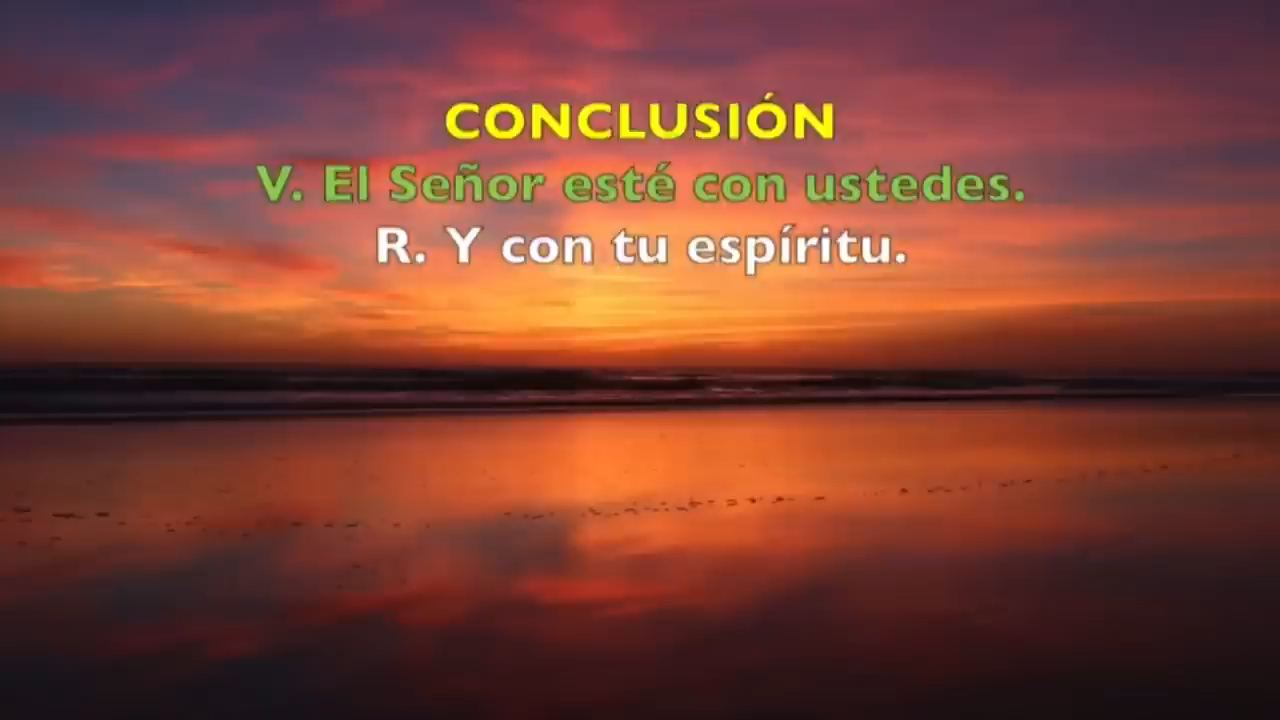 CONCLUSIÓN
V. El Señor esté con ustedes.
R. Y con tu espíritu.